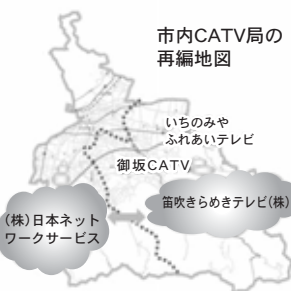 市内CATV局の
再編地図
いちのみや
ふれあいテレビ
御坂CATV
笛吹きらめきテレビ(株)
(株)日本ネット
ワークサービス